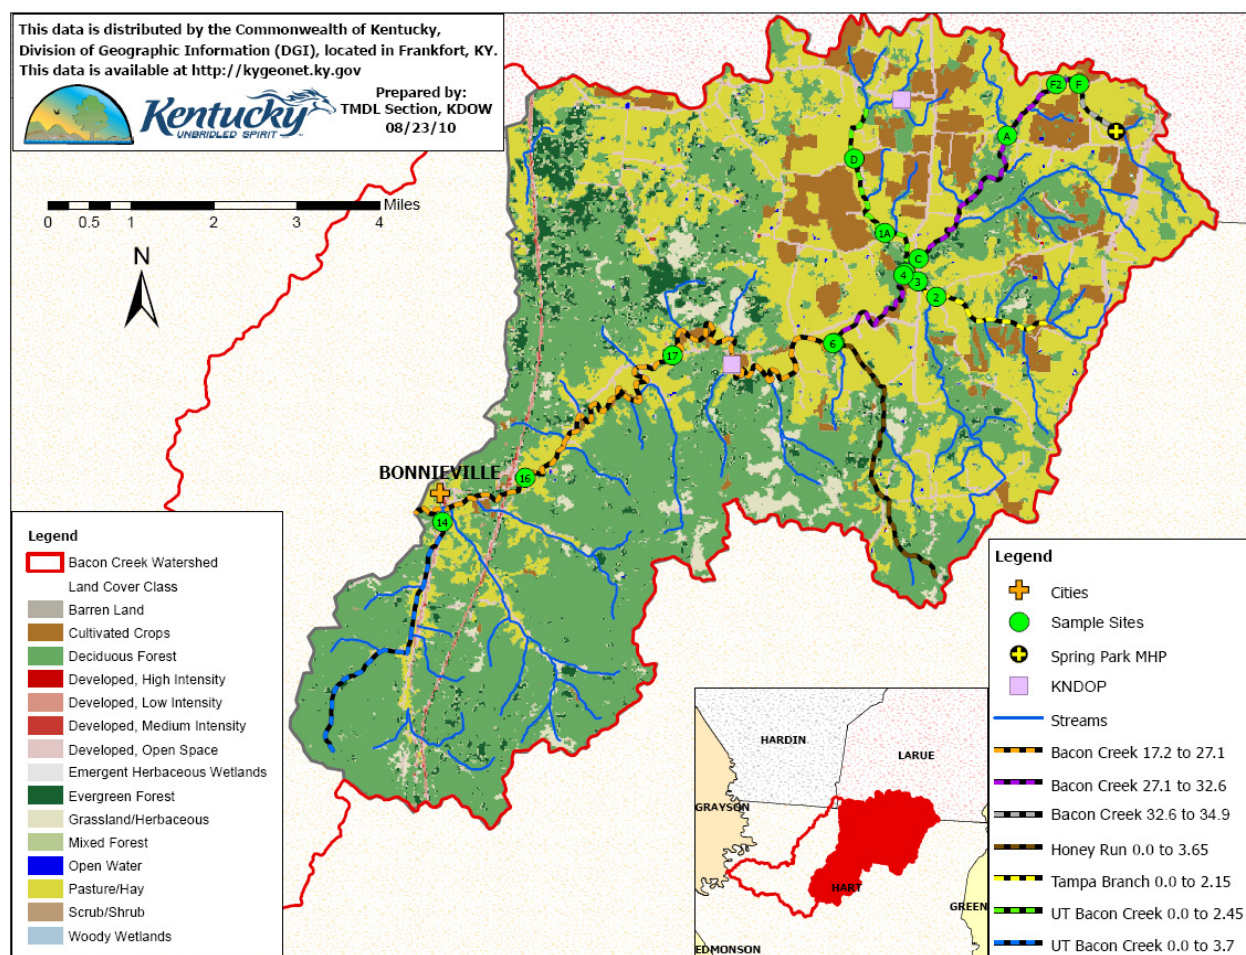 This data is distributed by the Commonwealth of Kentucky,
Division of Geographic Information (DGI), located in Frankfort, KY.
This data is available at http://kygeonet.ky.gov
Kentucky
UNBRIDLED SPIRIT
Prepared by:
TMDL Section, KDOW
08/23/10
Miles
0 0.5 1 2 3 4
N
F2
F
A
D
1A
C
4
3
2
6
17
BONNIEVILLE
16
14
Legend
Bacon Creek Watershed
Land Cover Class
Barren Land
Cultivated Crops
Deciduous Forest
Developed, High Intensity
Developed, Low Intensity
Developed, Medium Intensity
Developed, Open Space
Emergent Herbaceous Wetlands
Evergreen Forest
Grassland/Herbaceous
Mixed Forest
Open Water
Pasture/Hay
Scrub/Shrub
Woody Wetlands
HARDIN
LARUE
GRAYSON
HART
GREEN
EDMONSON
Legend
Cities
Sample Sites
Spring Park MHP
KNDOP
Streams
Bacon Creek 17.2 to 27.1
Bacon Creek 27.1 to 32.6
Bacon Creek 32.6 to 34.9
Honey Run 0.0 to 3.65
Tampa Branch 0.0 to 2.15
UT Bacon Creek 0.0 to 2.45
UT Bacon Creek 0.0 to 3.7